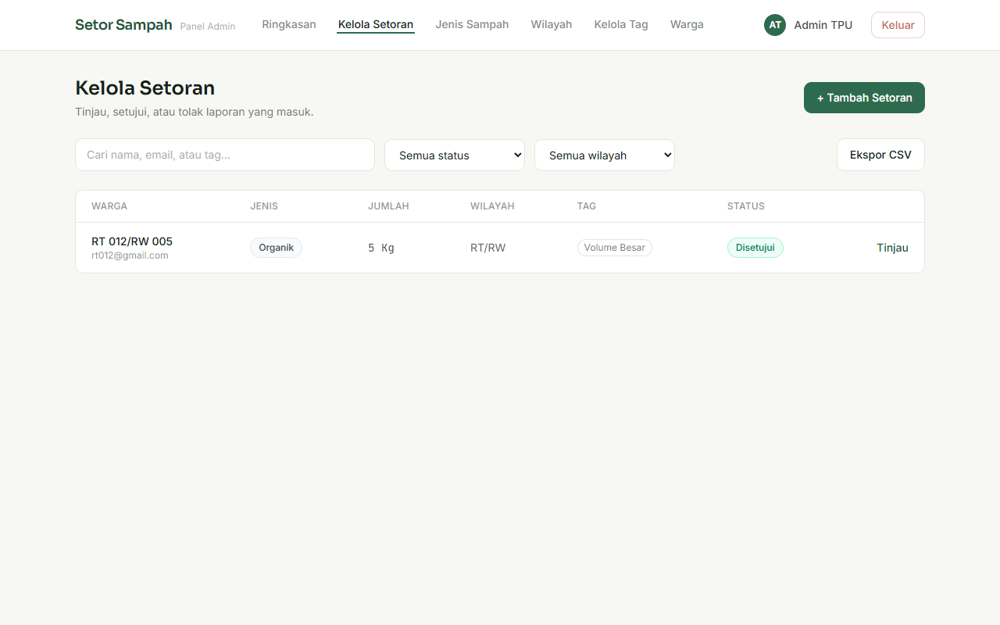 Setor Sampah Panel Admin Ringkasan Kelola Setoran Jenis Sampah Wilayah Kelola Tag Warga AT Admin TPU Keluar
Kelola Setoran
Tinjau, setujui, atau tolak laporan yang masuk.
+ Tambah Setoran
Cari nama, email, atau tag... Semua status Semua wilayah Ekspor CSV
WARGA JENIS JUMLAH WILAYAH TAG STATUS
RT 012/RW 005
rt012@gmail.com
Organik 5 Kg RT/RW Volume Besar Disetujui Tinjau